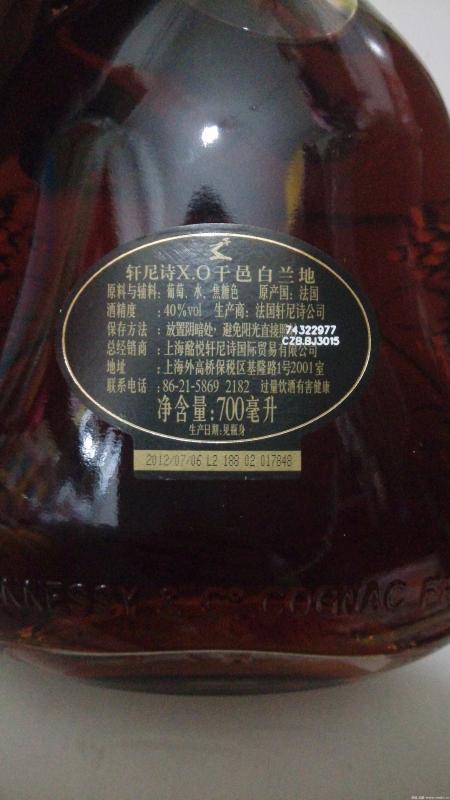 轩尼诗X.O干邑白兰地
原料与辅料：葡萄、水、焦糖色 原产国：法国
酒精度 ：40%vol 生产商：法国轩尼诗公司
保存方法 ：放置阴暗处，避免阳光直接照
74322977
CZB.BJ3015
总经销商 ：上海酩悦轩尼诗国际贸易有限公司
地址 ：上海外高桥保税区基隆路1号2001室
联系电话 ：86-21-5869 2182 过量饮酒有害健康
净含量：700毫升
生产日期：见瓶身
2012/07/06 L2 188 02 017848
NNESSY & Co COGNAC FR